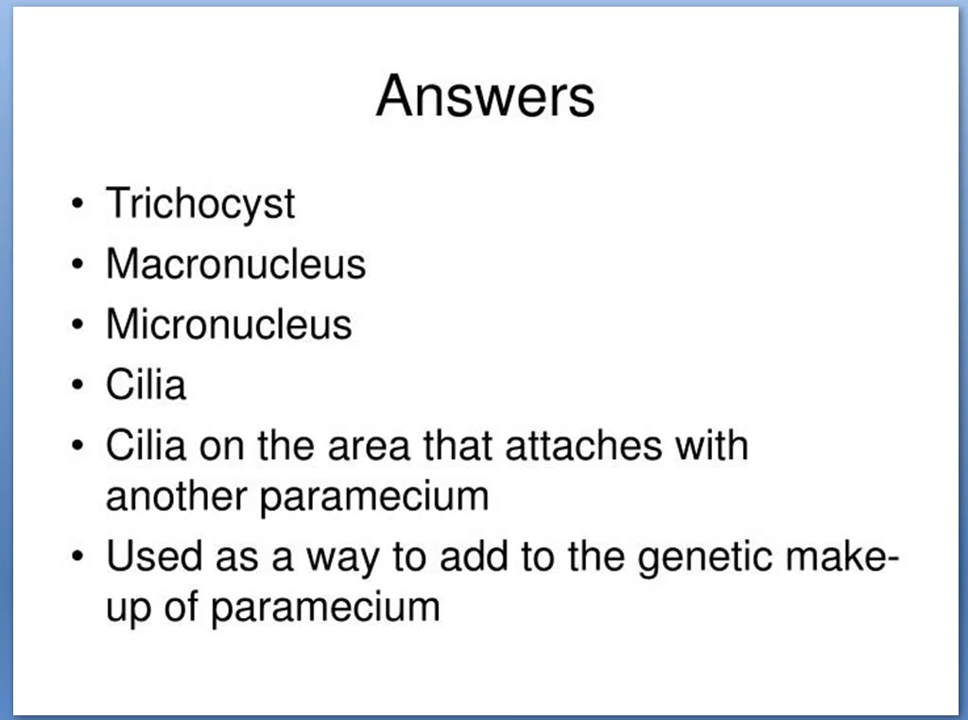 Answers
• Trichocyst
• Macronucleus
• Micronucleus
• Cilia
• Cilia on the area that attaches with
another paramecium
• Used as a way to add to the genetic make-
up of paramecium